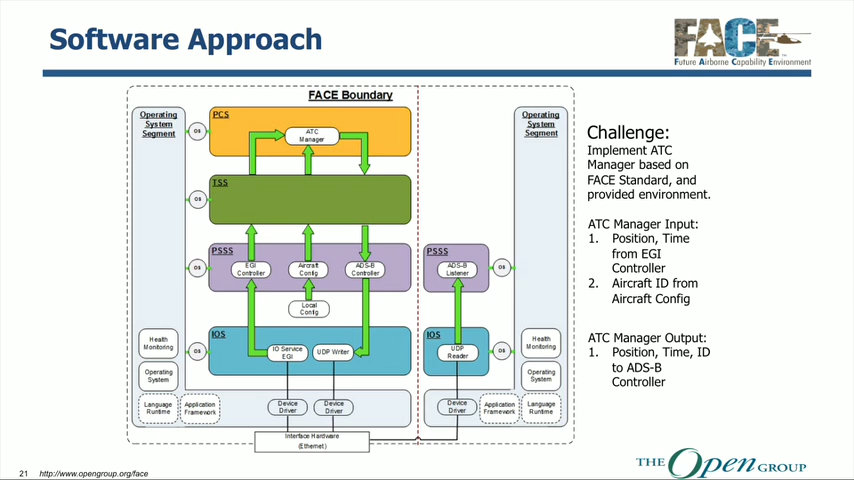 Software Approach
FACE
Future Airborne Capability Environment
FACE Boundary
Operating
System
Segment
PCS
OS
ATC
Manager
TSS
OS
PSSS
OS
EGI
Controller
Aircraft
Config
ADS-B
Controller
Local
Config
IOS
OS
IO Service
EGI
UDP Writer
Health
Monitoring
Operating
System
Language
Runtime
Application
Framework
Device
Driver
Device
Driver
Interface Hardware
(Ethernet)
Operating
System
Segment
PSSS
ADS-B
Listener
OS
IOS
UDP
Reader
OS
Health
Monitoring
Operating
System
Device
Driver
Application
Framework
Language
Runtime
Challenge:
Implement ATC
Manager based on
FACE Standard, and
provided environment.
ATC Manager Input:
1. Position, Time
from EGI
Controller
2. Aircraft ID from
Aircraft Config
ATC Manager Output:
1. Position, Time, ID
to ADS-B
Controller
21 http://www.opengroup.org/face
THE Open GROUP